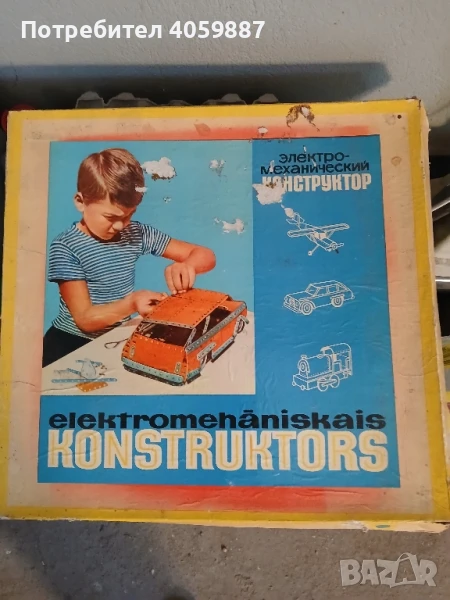 Потребител 4059887
электро-
механический
КОНСТРУКТОР
elektromehāniskais
KONSTRUKTORS
BAZAR